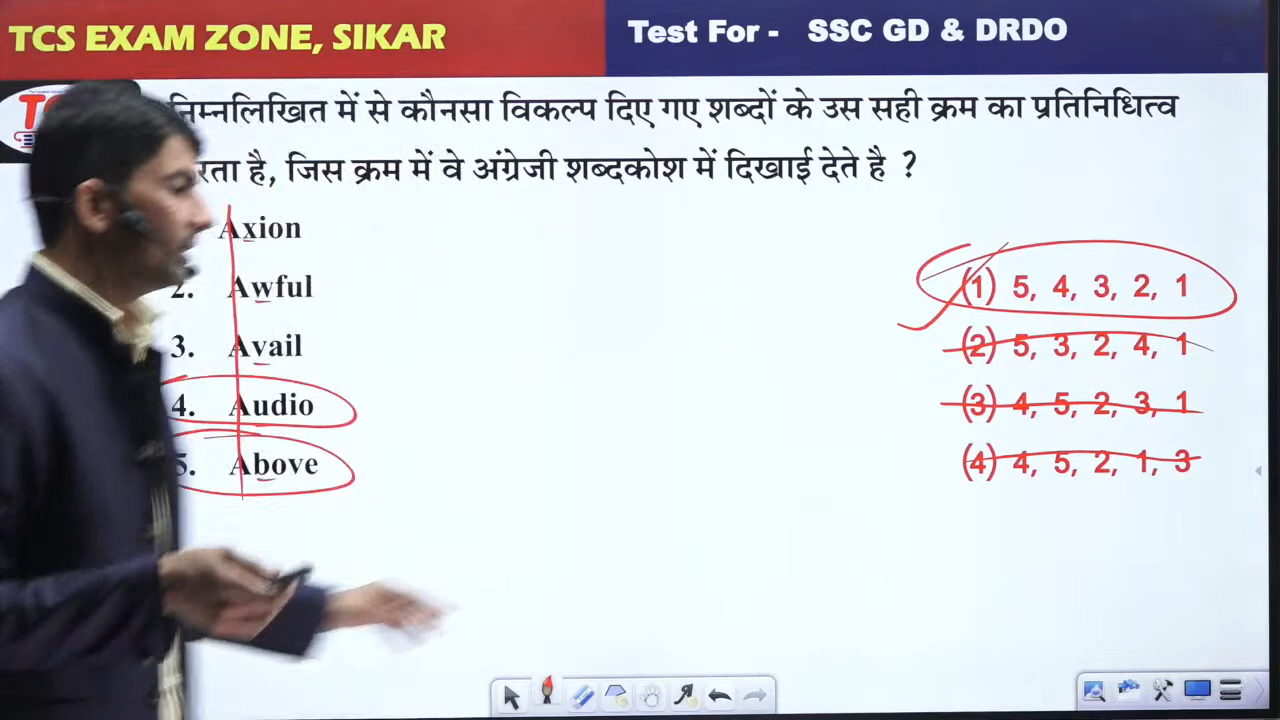 TCS EXAM ZONE, SIKAR
Test For - SSC GD & DRDO
निम्नलिखित में से कौनसा विकल्प दिए गए शब्दों के उस सही क्रम का प्रतिनिधित्व
है, जिस क्रम में वे अंग्रेजी शब्दकोश में दिखाई देते है ?
Axion
2. Awful
3. Avail
4. Audio
5. Above
(1) 5, 4, 3, 2, 1
(2) 5, 3, 2, 4, 1
(3) 4, 5, 2, 3, 1
(4) 4, 5, 2, 1, 3